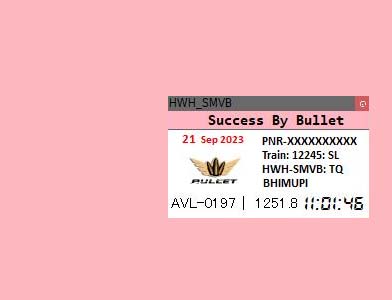 HWH_SMVB
Success By Bullet
21 Sep 2023
PNR-XXXXXXXXXX
Train: 12245: SL
HWH-SMVB: TQ
BHIMUPI
BULLET
AVL-0197 | 1251.8 11:01:46